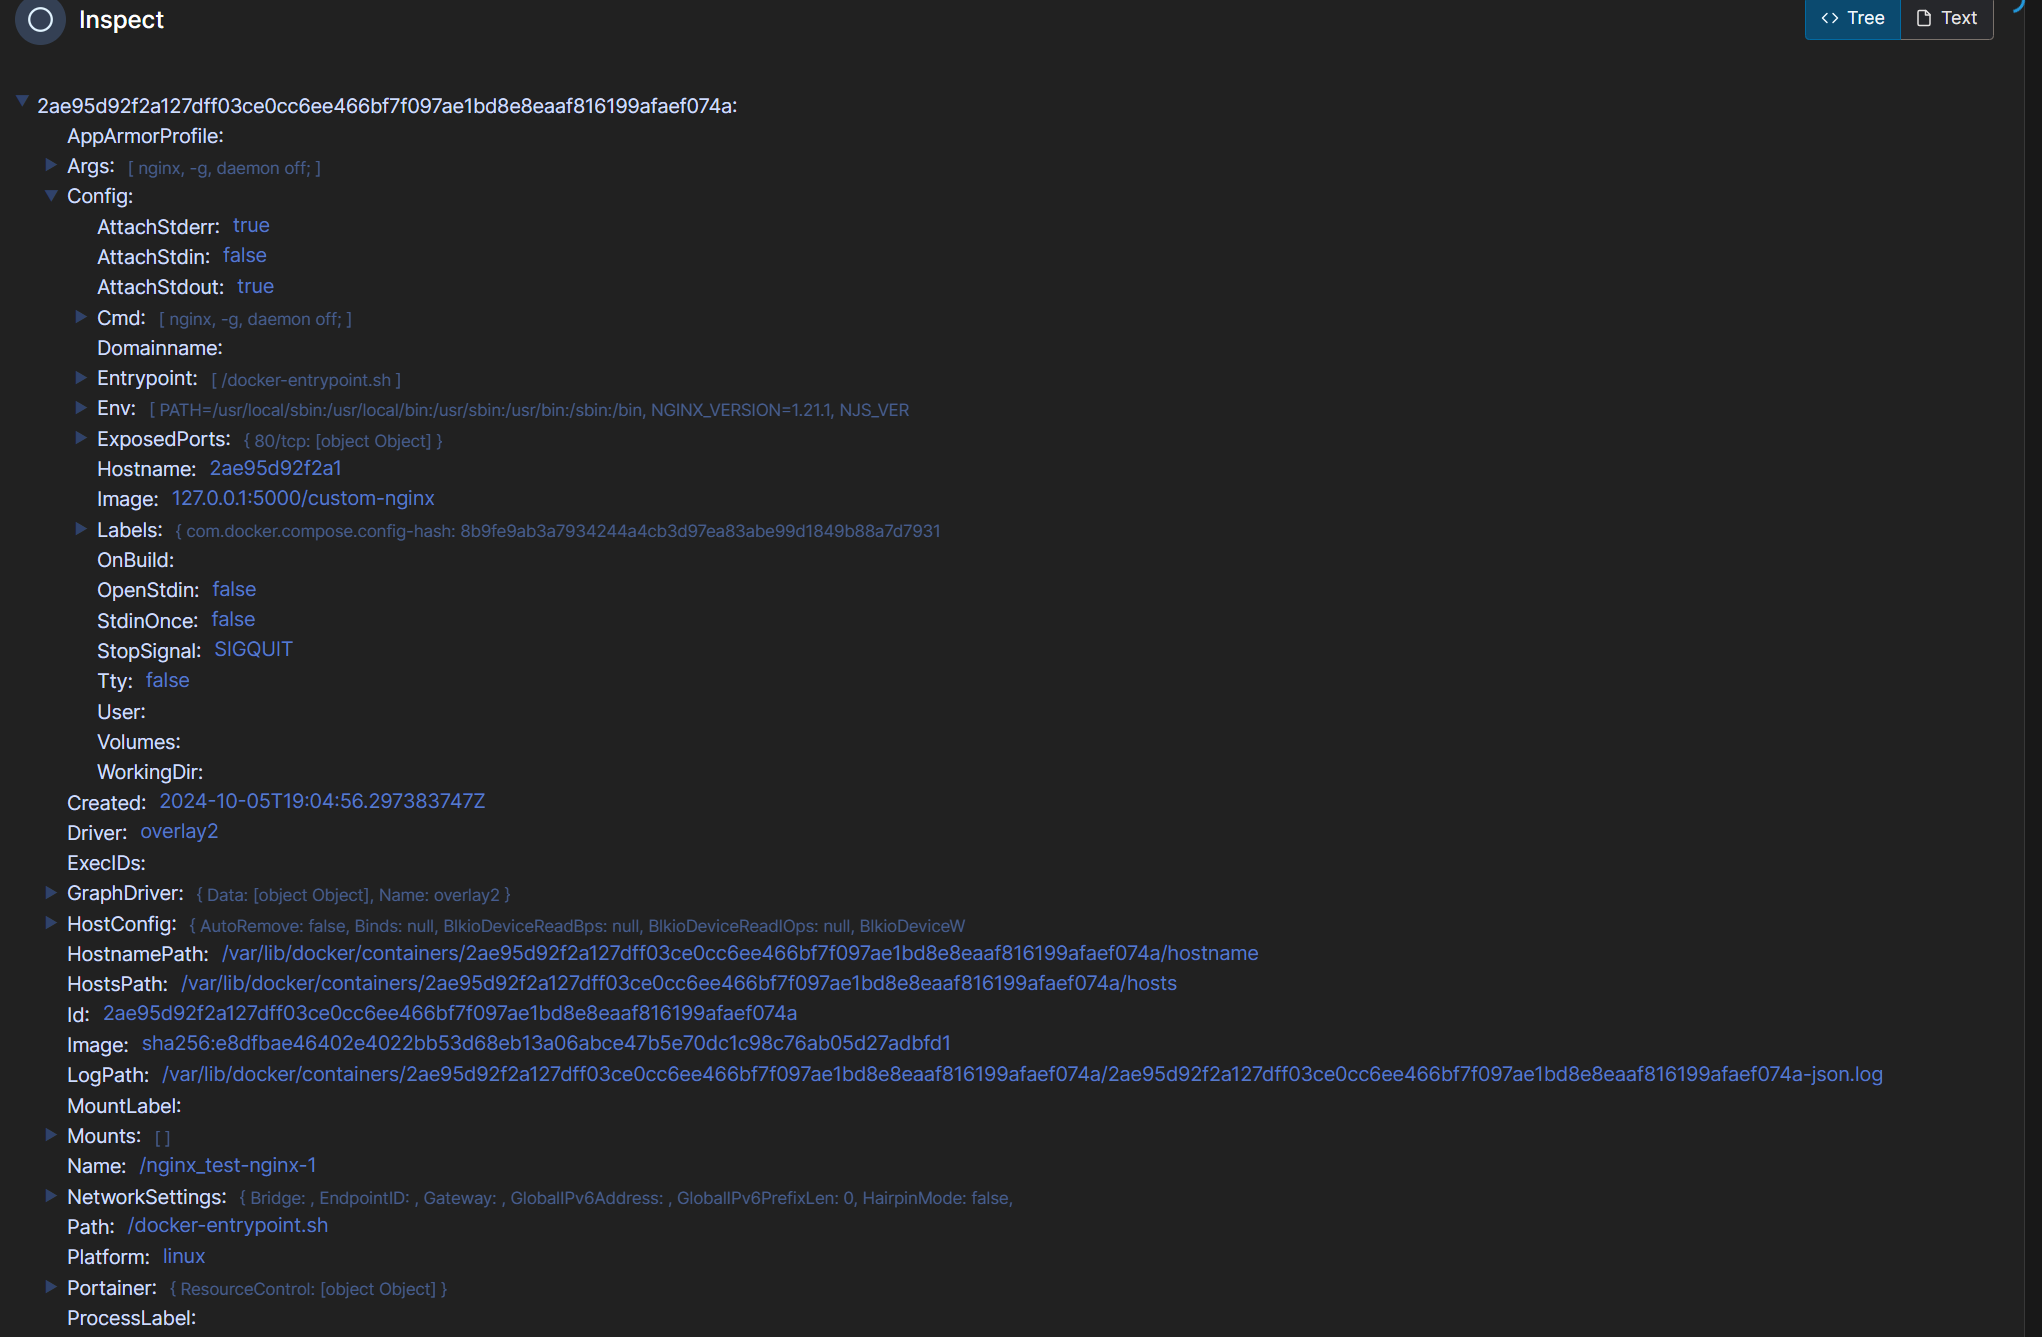 Inspect
Tree Text
2ae95d92f2a127dff03ce0cc6ee466bf7f097ae1bd8e8eaaf816199afaef074a:
AppArmorProfile:
Args: [ nginx, -g, daemon off; ]
Config:
AttachStderr: true
AttachStdin: false
AttachStdout: true
Cmd: [ nginx, -g, daemon off; ]
Domainname:
Entrypoint: [ /docker-entrypoint.sh ]
Env: [ PATH=/usr/local/sbin:/usr/local/bin:/usr/sbin:/usr/bin:/sbin:/bin, NGINX_VERSION=1.21.1, NJS_VER
ExposedPorts: { 80/tcp: [object Object] }
Hostname: 2ae95d92f2a1
Image: 127.0.0.1:5000/custom-nginx
Labels: { com.docker.compose.config-hash: 8b9fe9ab3a7934244a4cb3d97ea83abe99d1849b88a7d7931
OnBuild:
OpenStdin: false
StdinOnce: false
StopSignal: SIGQUIT
Tty: false
User:
Volumes:
WorkingDir:
Created: 2024-10-05T19:04:56.297383747Z
Driver: overlay2
ExecIDs:
GraphDriver: { Data: [object Object], Name: overlay2 }
HostConfig: { AutoRemove: false, Binds: null, BlkioDeviceReadBps: null, BlkioDeviceReadIOps: null, BlkioDeviceW
HostnamePath: /var/lib/docker/containers/2ae95d92f2a127dff03ce0cc6ee466bf7f097ae1bd8e8eaaf816199afaef074a/hostname
HostsPath: /var/lib/docker/containers/2ae95d92f2a127dff03ce0cc6ee466bf7f097ae1bd8e8eaaf816199afaef074a/hosts
Id: 2ae95d92f2a127dff03ce0cc6ee466bf7f097ae1bd8e8eaaf816199afaef074a
Image: sha256:e8dfbae46402e4022bb53d68eb13a06abce47b5e70dc1c98c76ab05d27adbfd1
LogPath: /var/lib/docker/containers/2ae95d92f2a127dff03ce0cc6ee466bf7f097ae1bd8e8eaaf816199afaef074a/2ae95d92f2a127dff03ce0cc6ee466bf7f097ae1bd8e8eaaf816199afaef074a-json.log
MountLabel:
Mounts: [ ]
Name: /nginx_test-nginx-1
NetworkSettings: { Bridge: , EndpointID: , Gateway: , GlobalIPv6Address: , GlobalIPv6PrefixLen: 0, HairpinMode: false,
Path: /docker-entrypoint.sh
Platform: linux
Portainer: { ResourceControl: [object Object] }
ProcessLabel: